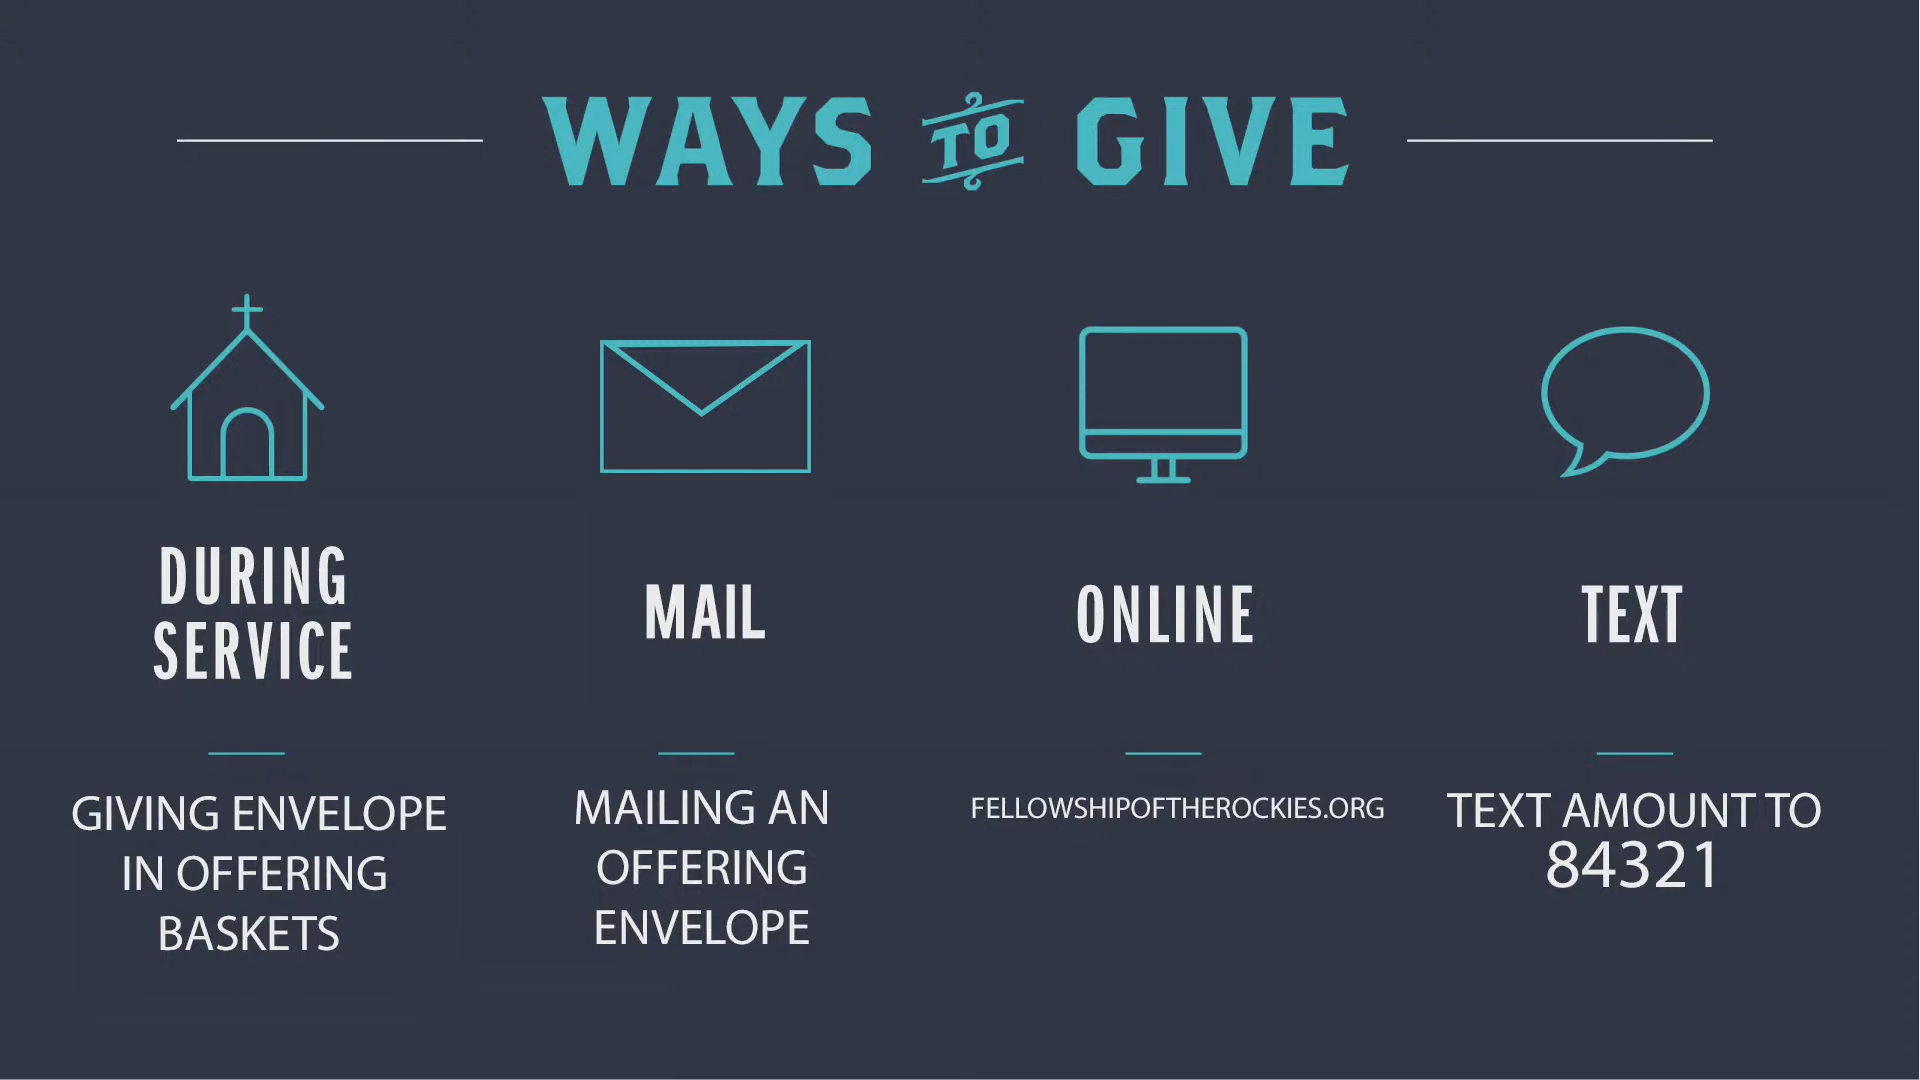 WAYS TO GIVE
DURING
SERVICE
GIVING ENVELOPE
IN OFFERING
BASKETS
MAIL
MAILING AN
OFFERING
ENVELOPE
ONLINE
FELLOWSHIPOFTHEROCKIES.ORG
TEXT
TEXT AMOUNT TO
84321